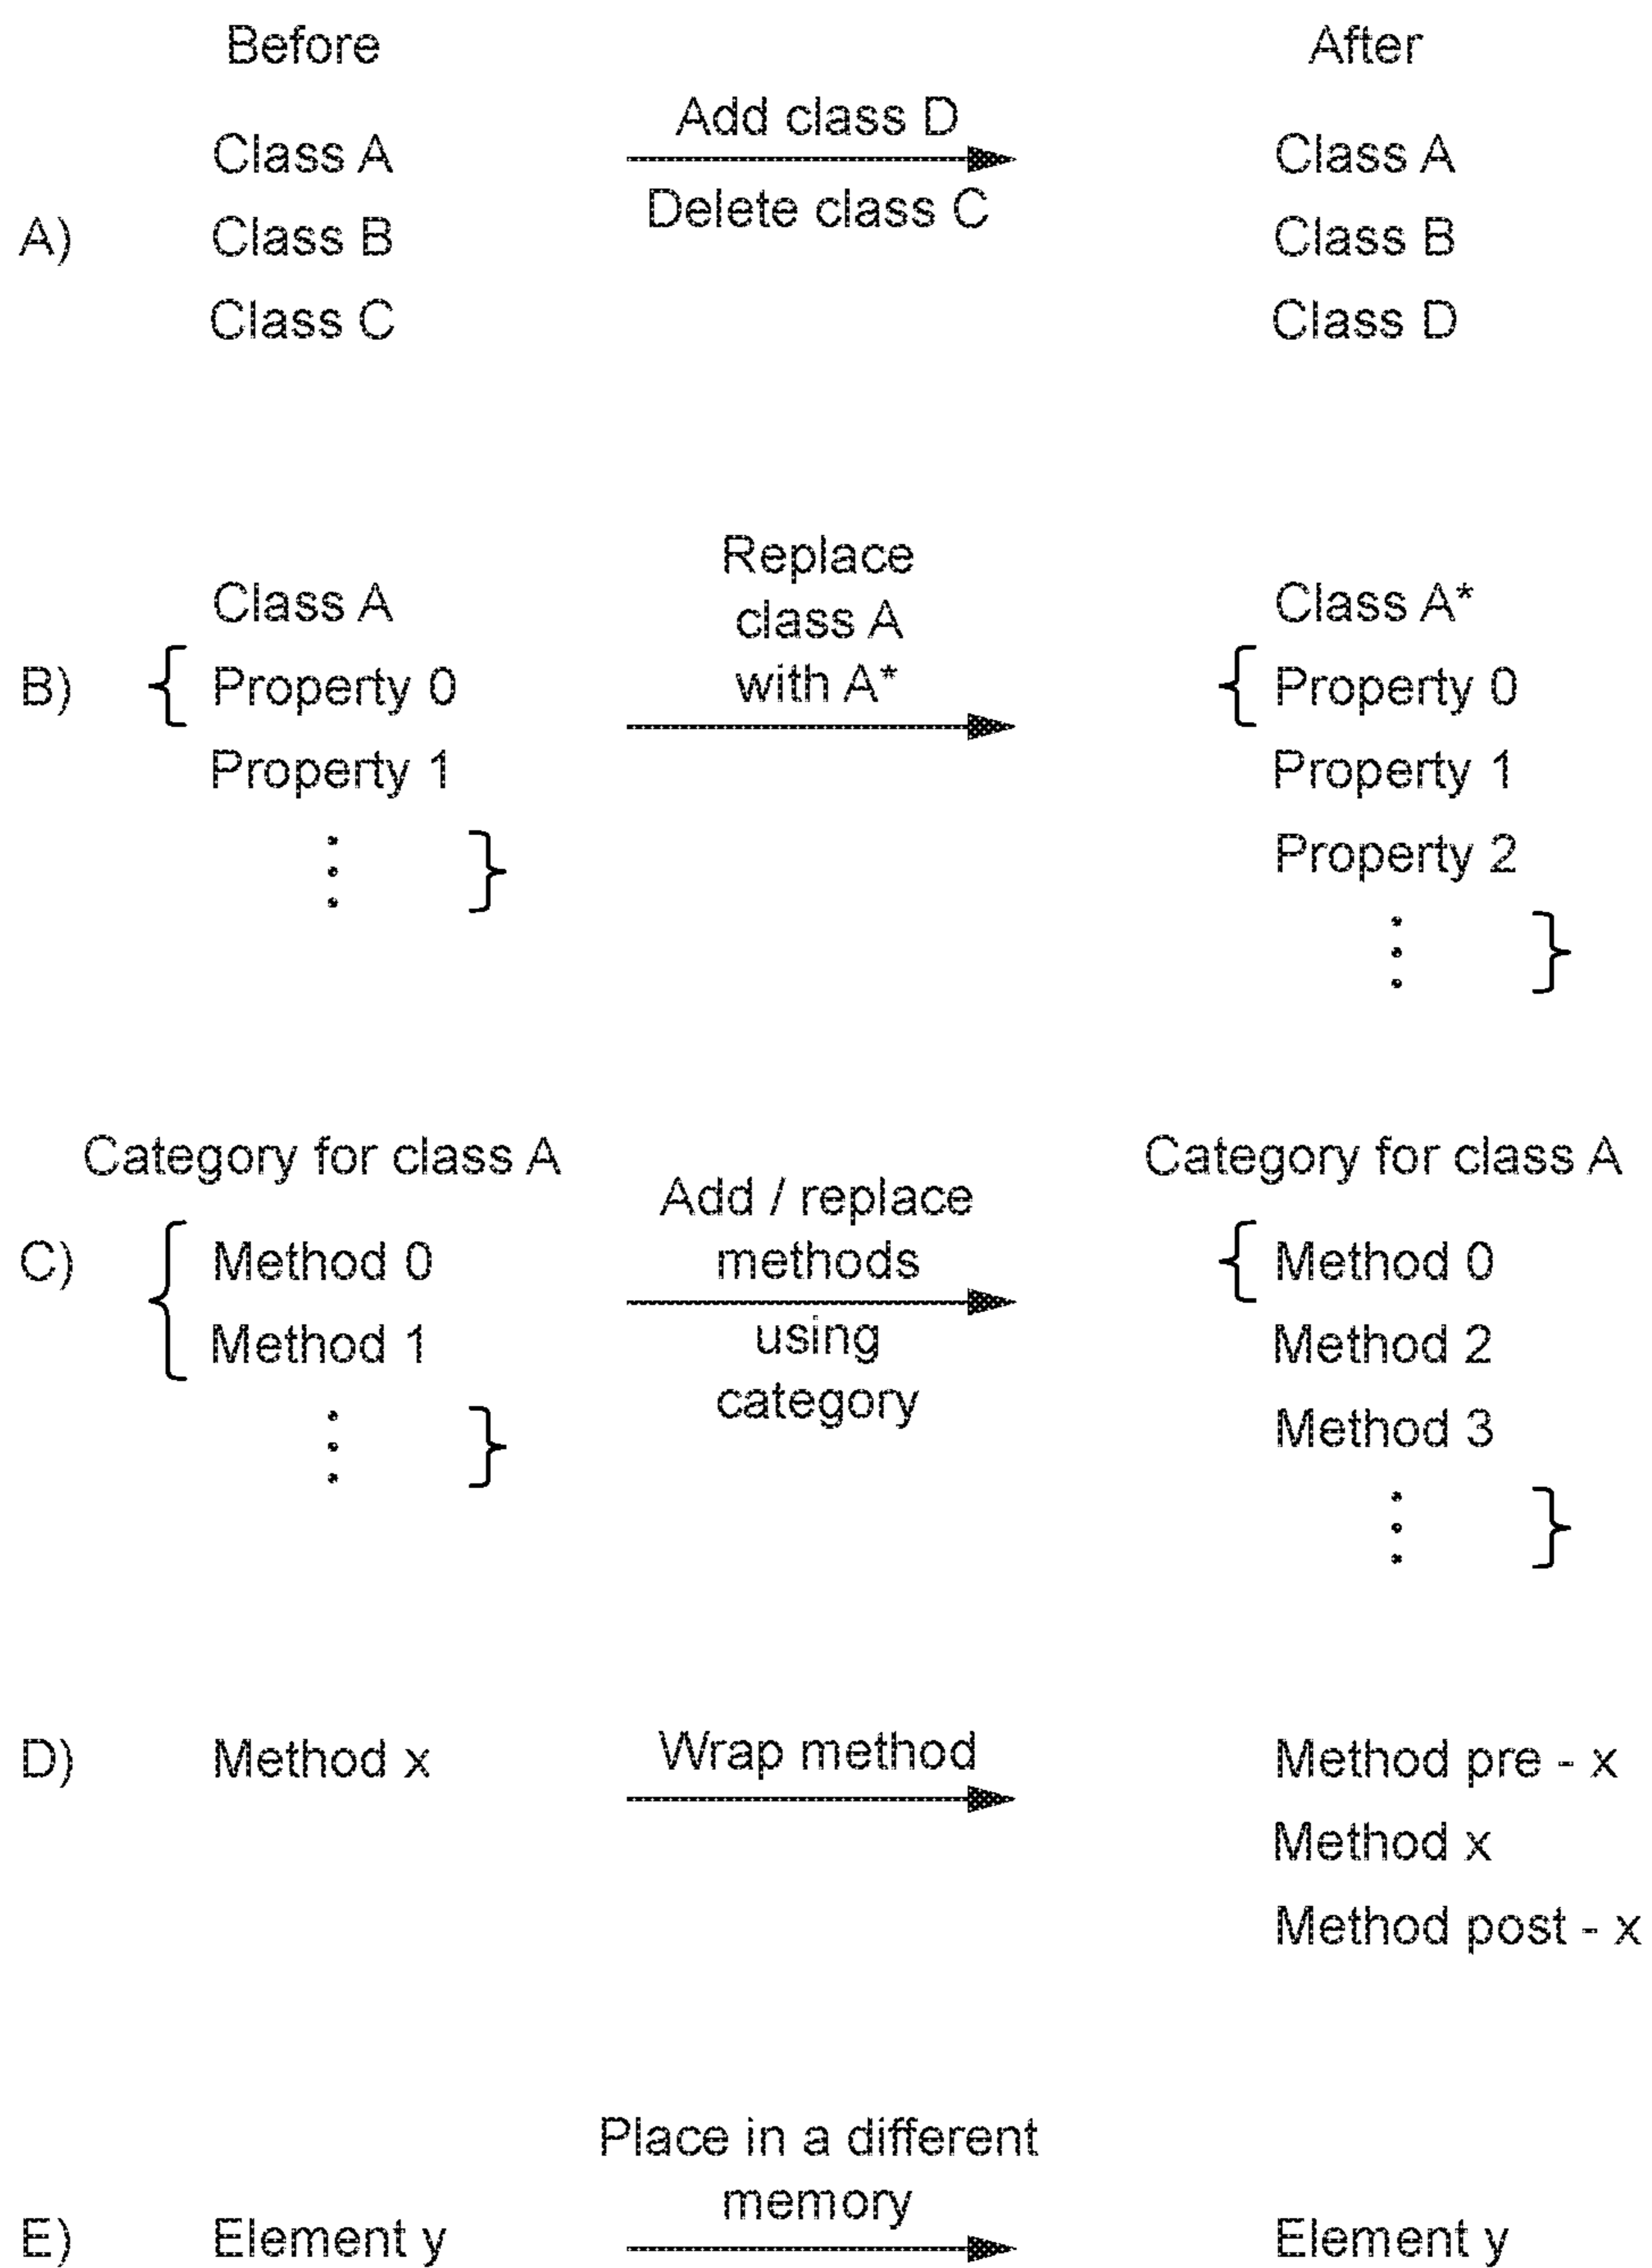 Before
After
Add class D
Class A
Class A
Delete class C
A)
Class B
Class B
Class C
Class D
Replace
Class A
class A
Class A*
B)
{ Property 0
with A*
{ Property 0
Property 1
Property 1
⋮ }
Property 2
⋮ }
Category for class A
Category for class A
Add / replace
C)
{ Method 0
methods
{ Method 0
Method 1
using
Method 2
category
⋮ }
Method 3
⋮ }
D)
Method x
Wrap method
Method pre - x
Method x
Method post - x
Place in a different
memory
E)
Element y
Element y